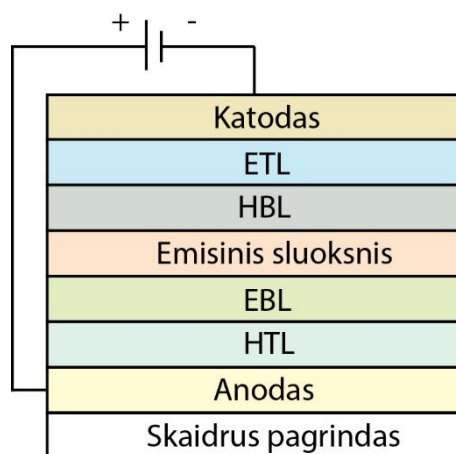 + -
Katodas
ETL
HBL
Emisinis sluoksnis
EBL
HTL
Anodas
Skaidrus pagrindas